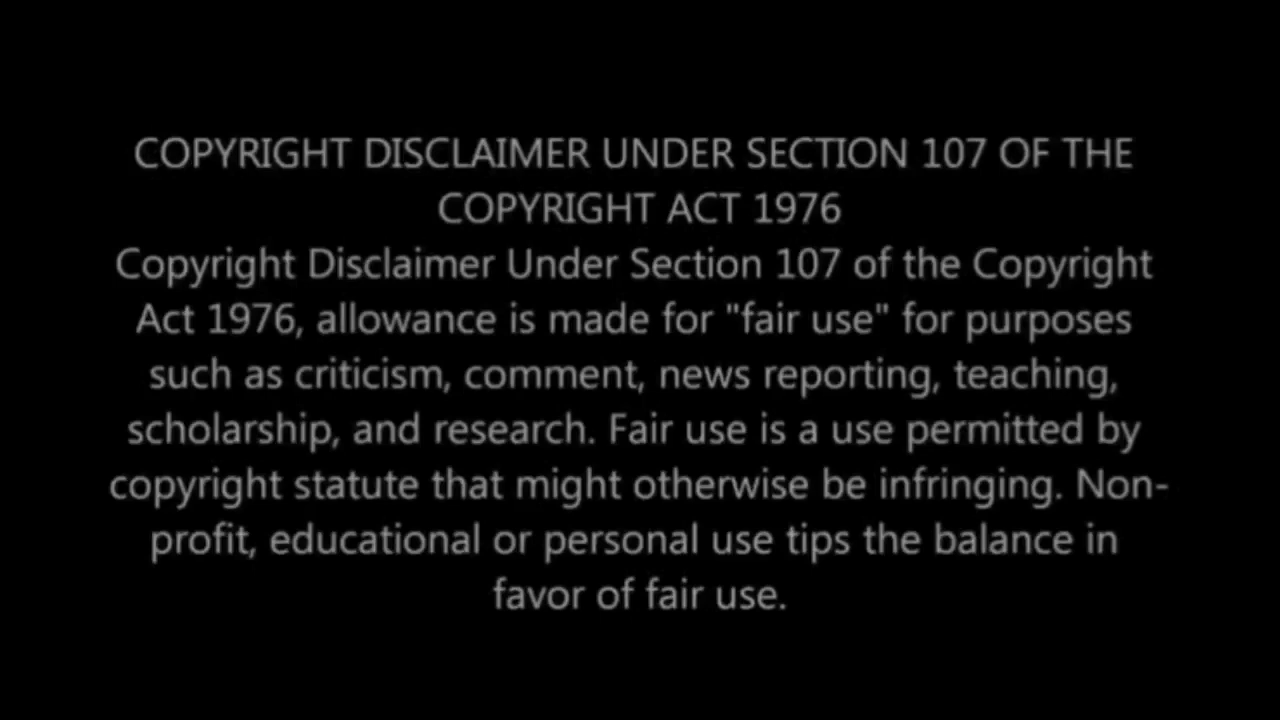 COPYRIGHT DISCLAIMER UNDER SECTION 107 OF THE
COPYRIGHT ACT 1976
Copyright Disclaimer Under Section 107 of the Copyright
Act 1976, allowance is made for "fair use" for purposes
such as criticism, comment, news reporting, teaching,
scholarship, and research. Fair use is a use permitted by
copyright statute that might otherwise be infringing. Non-
profit, educational or personal use tips the balance in
favor of fair use.